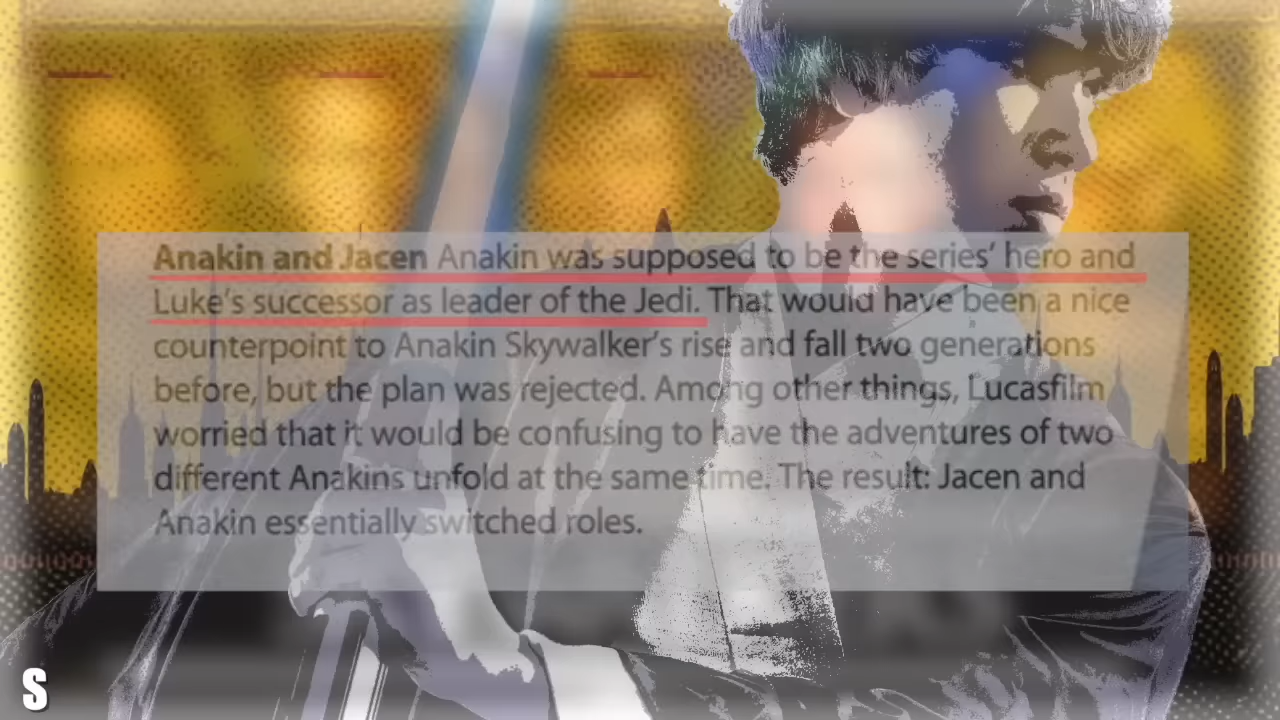 Anakin and Jacen Anakin was supposed to be the series' hero and
Luke's successor as leader of the Jedi. That would have been a nice
counterpoint to Anakin Skywalker's rise and fall two generations
before, but the plan was rejected. Among other things, Lucasfilm
worried that it would be confusing to have the adventures of two
different Anakins unfold at the same time. The result: Jacen and
Anakin essentially switched roles.
S